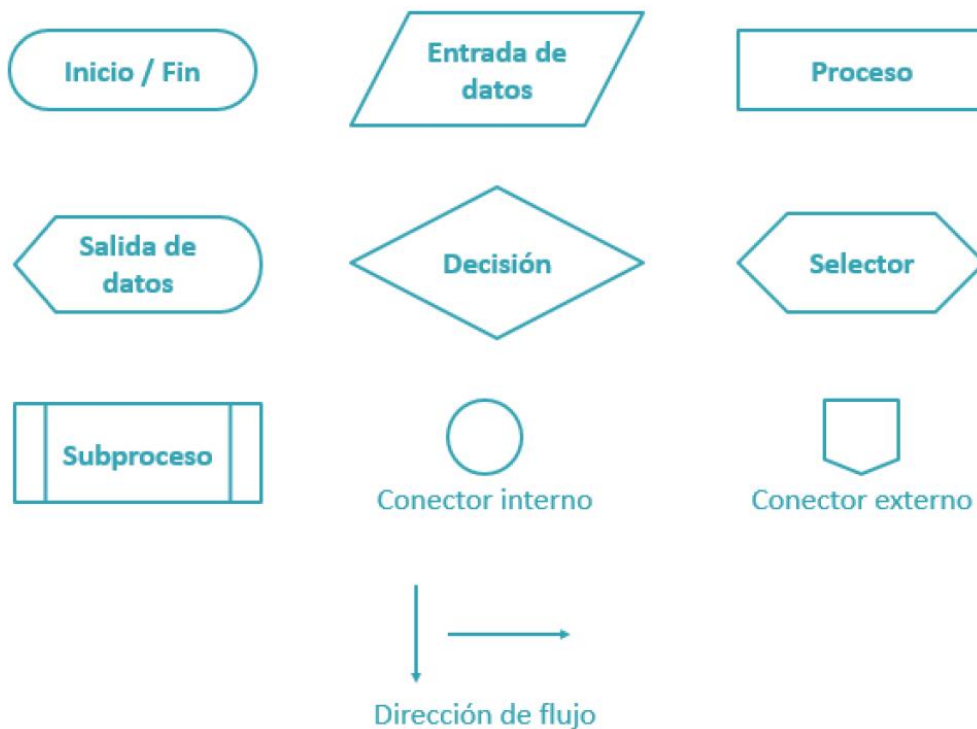 Inicio / Fin
Entrada de
datos
Proceso
Salida de
datos
Decisión
Selector
Subproceso
Conector interno
Conector externo
Dirección de flujo